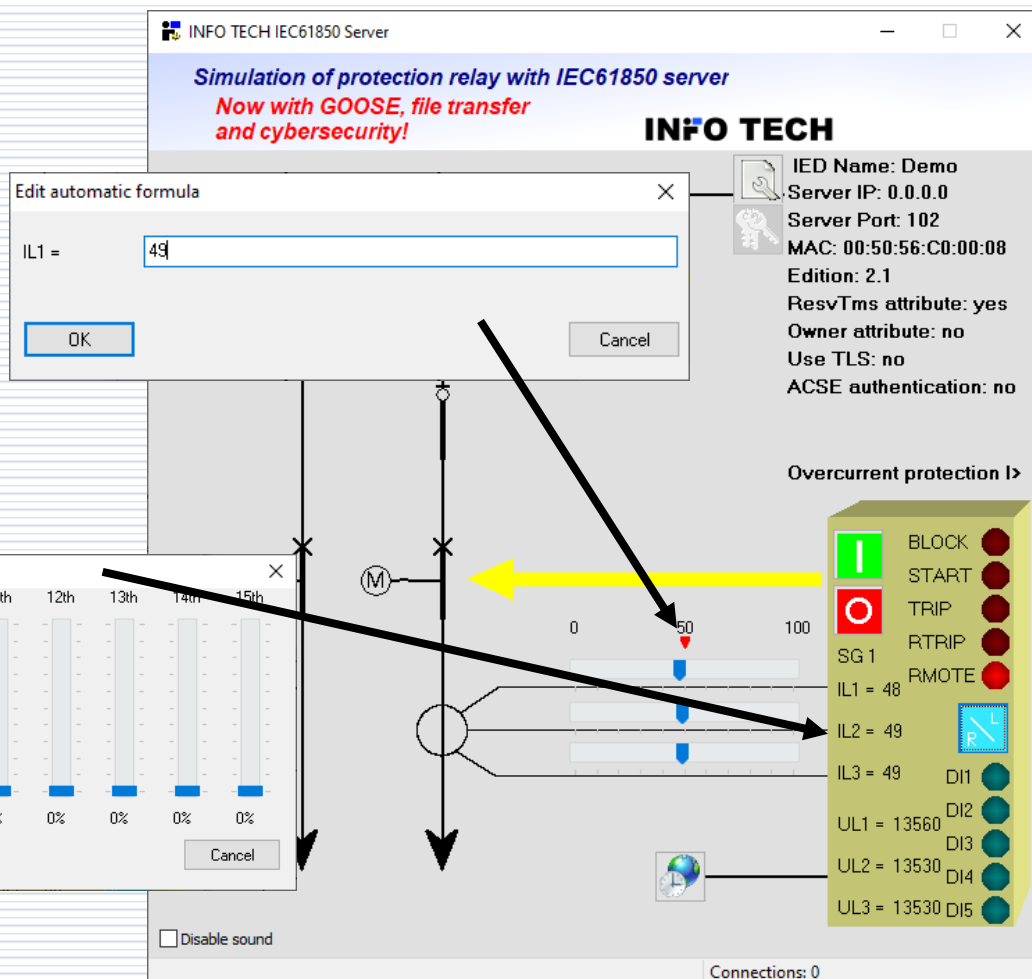 INFO TECH IEC61850 Server
Simulation of protection relay with IEC61850 server
Now with GOOSE, file transfer
and cybersecurity!
INFO TECH
IED Name: Demo
Server IP: 0.0.0.0
Server Port: 102
MAC: 00:50:56:C0:00:08
Edition: 2.1
ResvTms attribute: yes
Owner attribute: no
Use TLS: no
ACSE authentication: no
Edit automatic formula
IL1 =
49
OK
Cancel
Overcurrent protection I>
BLOCK
START
TRIP
RTRIP
RMOTE
SG 1
IL1 = 48
IL2 = 49
IL3 = 49
L
R
DI1
DI2
DI3
DI4
DI5
UL1 = 13560
UL2 = 13530
UL3 = 13530
0 50 100
M
12th 13th 14th 15th
0% 0% 0% 0%
Cancel
Disable sound
Connections: 0